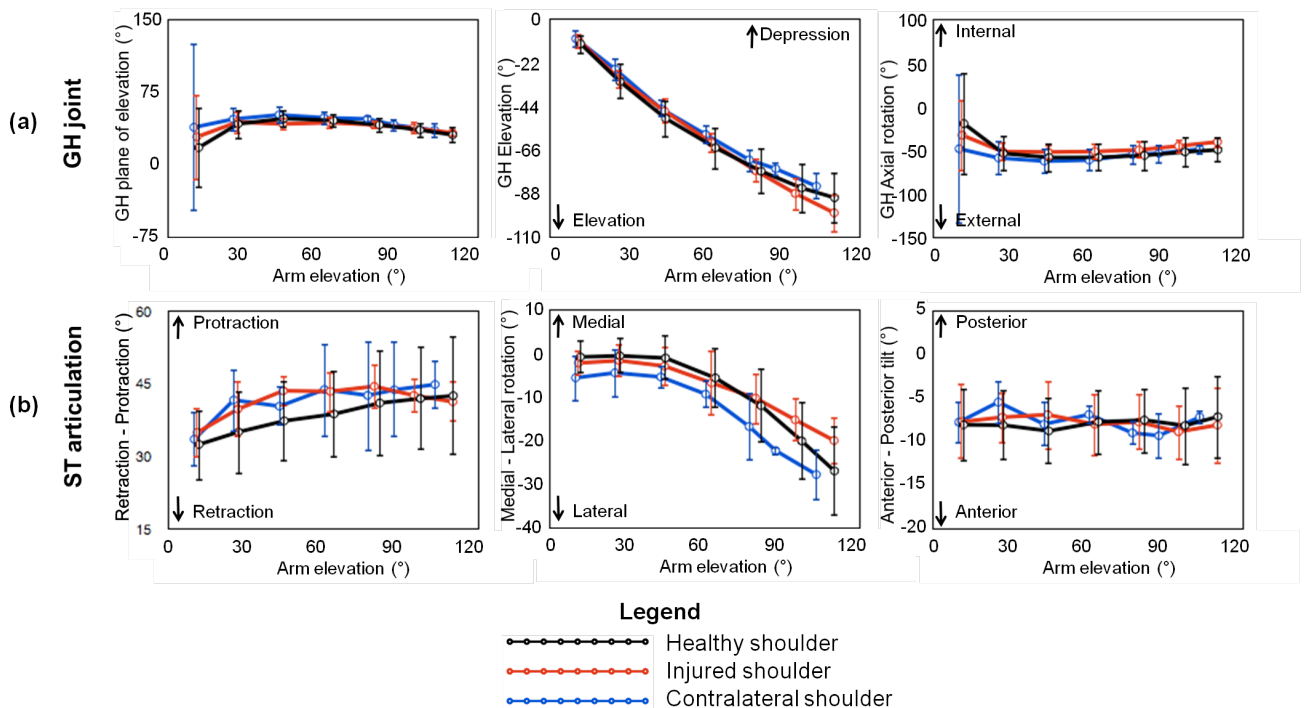 (a)
GH joint
GH plane of elevation (°)
150
75
0
-75
0 30 60 90 120
Arm elevation (°)
GH Elevation (°)
0
-22
-44
-66
-88
-110
Depression
Elevation
0 30 60 90 120
Arm elevation (°)
GH Axial rotation (°)
100
50
0
-50
-100
-150
Internal
External
0 30 60 90 120
Arm elevation (°)
(b)
ST articulation
Retraction - Protraction (°)
60
45
30
15
Protraction
Retraction
0 30 60 90 120
Arm elevation (°)
Medial - Lateral rotation (°)
10
0
-10
-20
-30
-40
Medial
Lateral
0 30 60 90 120
Arm elevation (°)
Anterior - Posterior tilt (°)
5
0
-5
-10
-15
-20
Posterior
Anterior
0 30 60 90 120
Arm elevation (°)
Legend
Healthy shoulder
Injured shoulder
Contralateral shoulder